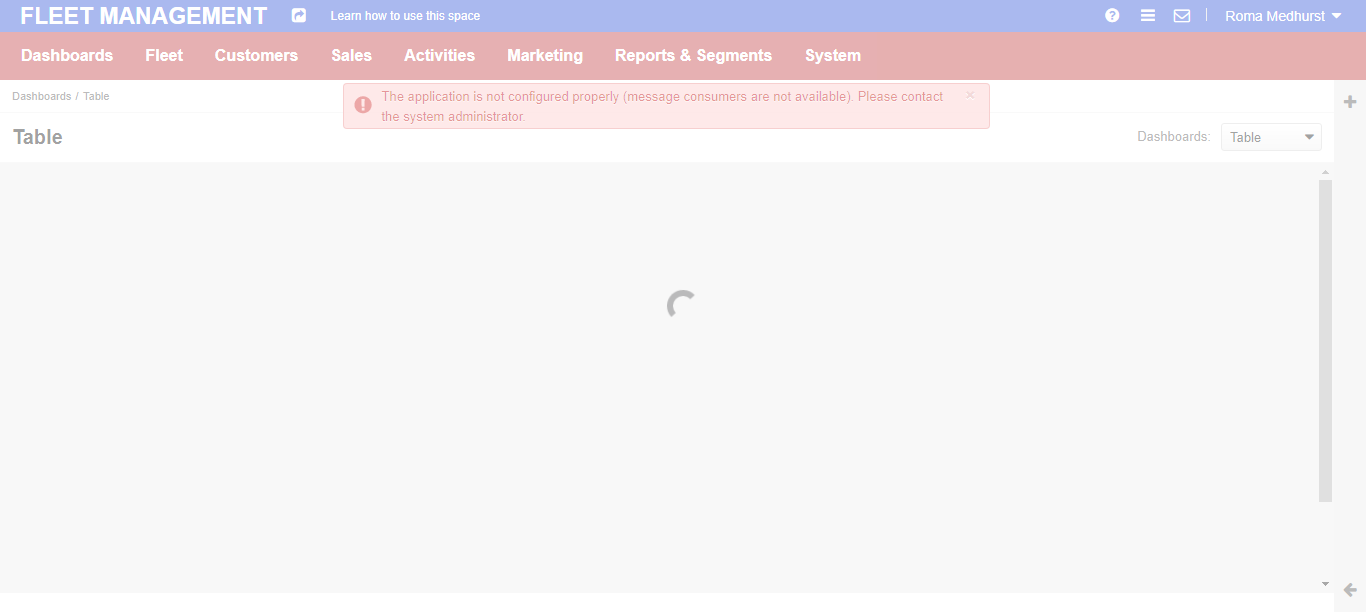 FLEET MANAGEMENT
Learn how to use this space
Roma Medhurst
Dashboards
Fleet
Customers
Sales
Activities
Marketing
Reports & Segments
System
Dashboards / Table
The application is not configured properly (message consumers are not available). Please contact
the system administrator.
×
Table
Dashboards:
Table